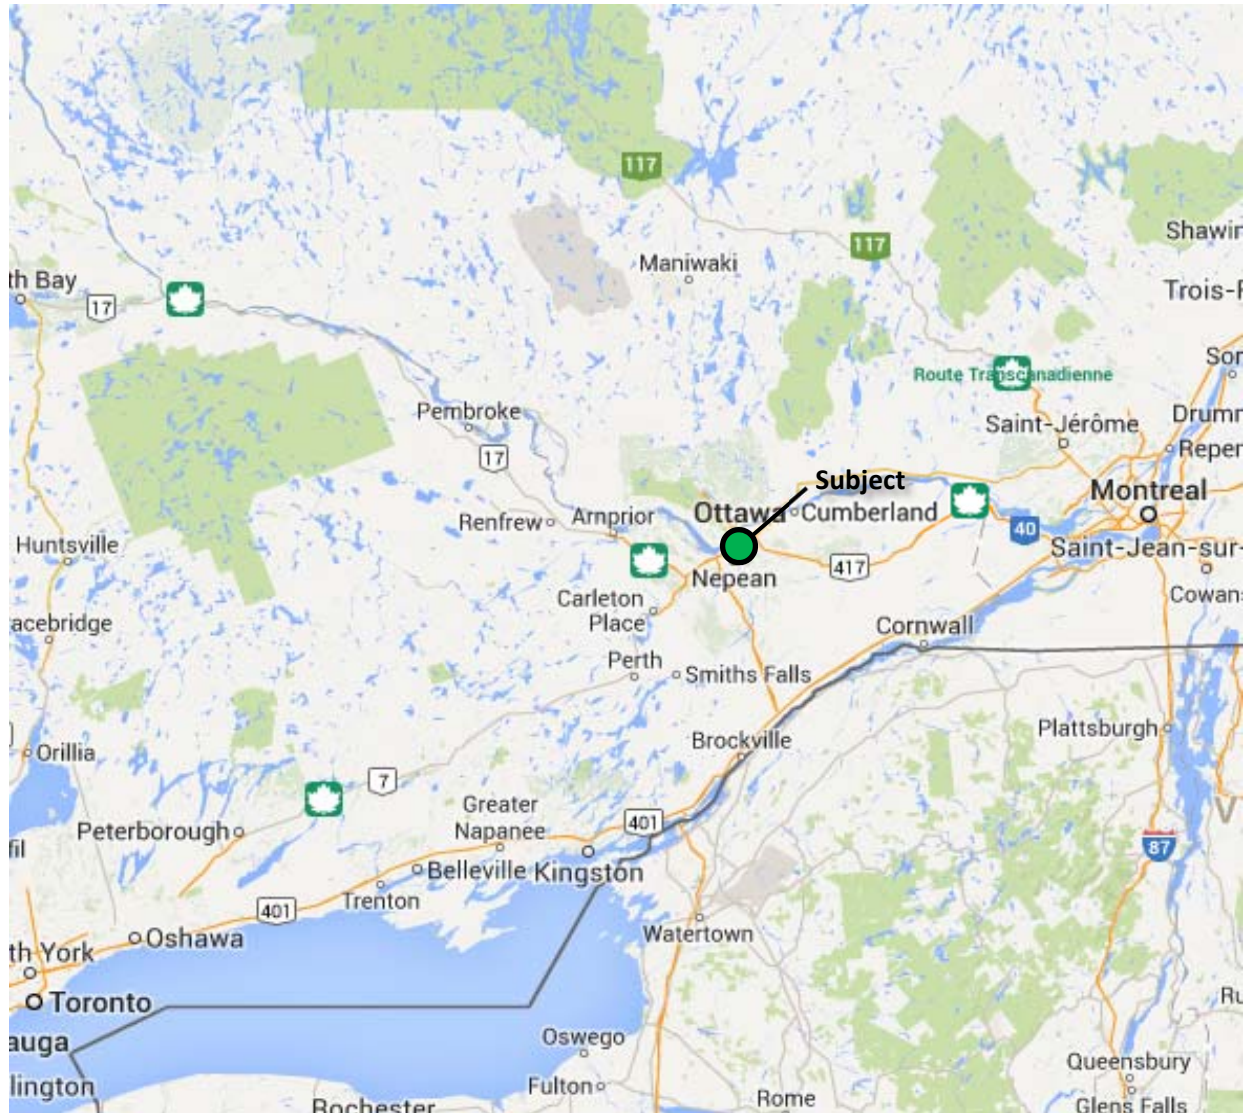 117
Shawin
117
Maniwaki
th Bay
17
Trois-R
Sor
Route Transcanadienne
Pembroke
Saint-Jérôme
Drumm
17
Repen
Subject
Montreal
Ottawa
Cumberland
Renfrew
Arnprior
40
Huntsville
417
Saint-Jean-sur-
Nepean
Carleton
Place
Cowans
acebridge
Cornwall
Perth
Smiths Falls
Plattsburgh
Orillia
Brockville
7
Greater
Napanee
401
Peterborough
V
87
fil
Belleville
Kingston
Trenton
401
Oshawa
Watertown
th York
Toronto
Ru
auga
Oswego
Queensbury
lington
Fulton
Rome
Rochester
Glens Falls